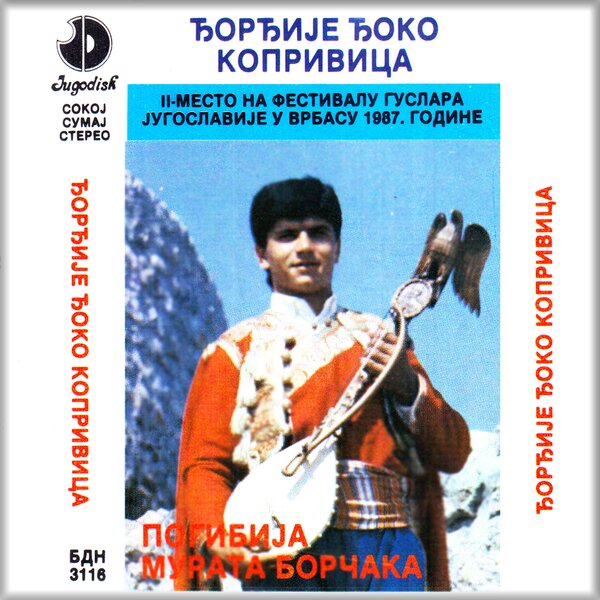 Jugodisk
СОКОЈ
СУМАЈ
СТЕРЕО
ЂОРЂИЈЕ ЂОКО
КОПРИВИЦА
II-МЕСТО НА ФЕСТИВАЛУ ГУСЛАРА
ЈУГОСЛАВИЈЕ У ВРБАСУ 1987. ГОДИНЕ
ЂОРЂИЈЕ ЂОКО КОПРИВИЦА
ПОГИБИЈА
МУРАТА БОРЧАКА
БДН
3116
ЂОРЂИЈЕ ЂОКО КОПРИВИЦА